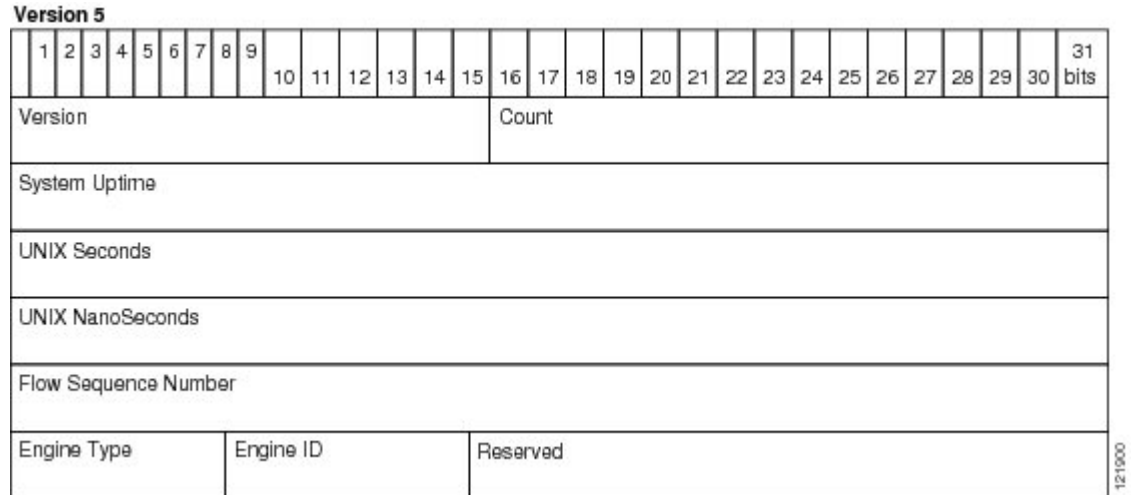 Version 5
1 2 3 4 5 6 7 8 9 10 11 12 13 14 15 16 17 18 19 20 21 22 23 24 25 26 27 28 29 30 31 bits
Version Count
System Uptime
UNIX Seconds
UNIX NanoSeconds
Flow Sequence Number
Engine Type Engine ID Reserved
121900